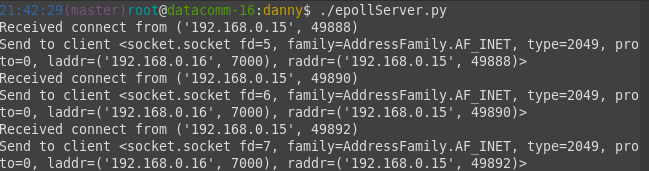 21:42:29(master)root@datacomm-16:danny$ ./epollServer.py
Received connect from ('192.168.0.15', 49888)
Send to client <socket.socket fd=5, family=AddressFamily.AF_INET, type=2049, pro
to=0, laddr=('192.168.0.16', 7000), raddr=('192.168.0.15', 49888)>
Received connect from ('192.168.0.15', 49890)
Send to client <socket.socket fd=6, family=AddressFamily.AF_INET, type=2049, pro
to=0, laddr=('192.168.0.16', 7000), raddr=('192.168.0.15', 49890)>
Received connect from ('192.168.0.15', 49892)
Send to client <socket.socket fd=7, family=AddressFamily.AF_INET, type=2049, pro
to=0, laddr=('192.168.0.16', 7000), raddr=('192.168.0.15', 49892)>